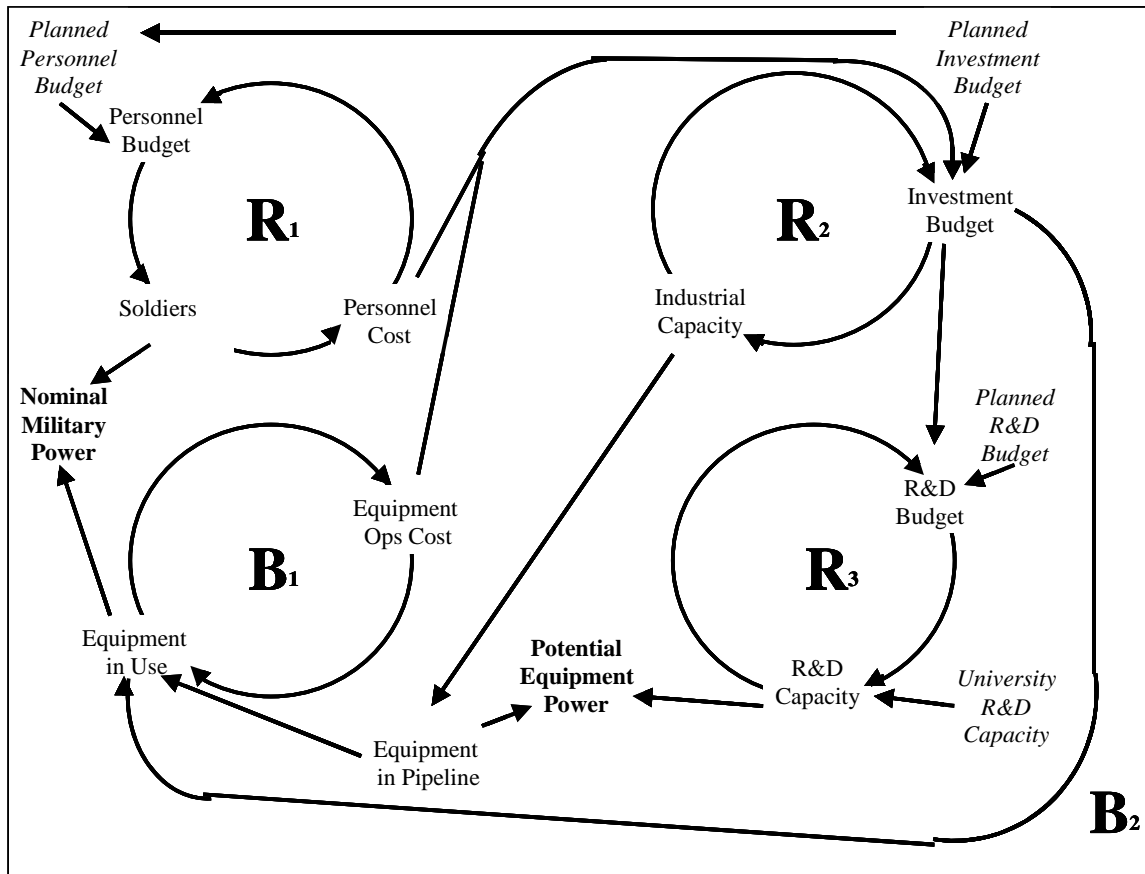 Planned
Personnel
Budget
Planned
Investment
Budget
Personnel
Budget
R1
R2
Investment
Budget
Soldiers
Personnel
Cost
Industrial
Capacity
Nominal
Military
Power
Planned
R&D
Budget
Equipment
Ops Cost
R&D
Budget
B1
R3
Equipment
in Use
Potential
Equipment
Power
R&D
Capacity
University
R&D
Capacity
Equipment
in Pipeline
B2